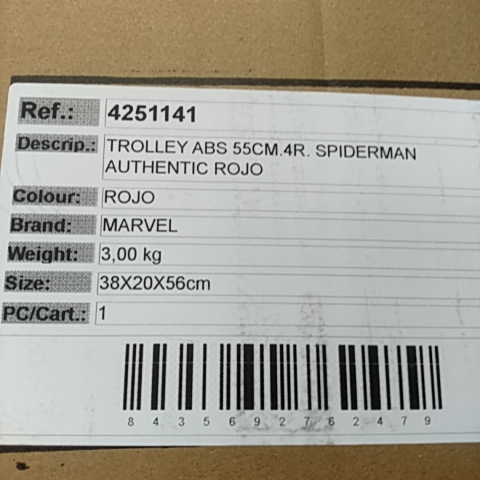 Ref.: 4251141
Descrip.: TROLLEY ABS 55CM.4R. SPIDERMAN
AUTHENTIC ROJO
Colour: ROJO
Brand: MARVEL
Weight: 3,00 kg
Size: 38X20X56cm
PC/Cart.: 1
8 4 3 5 6 9 2 7 6 2 4 7 9